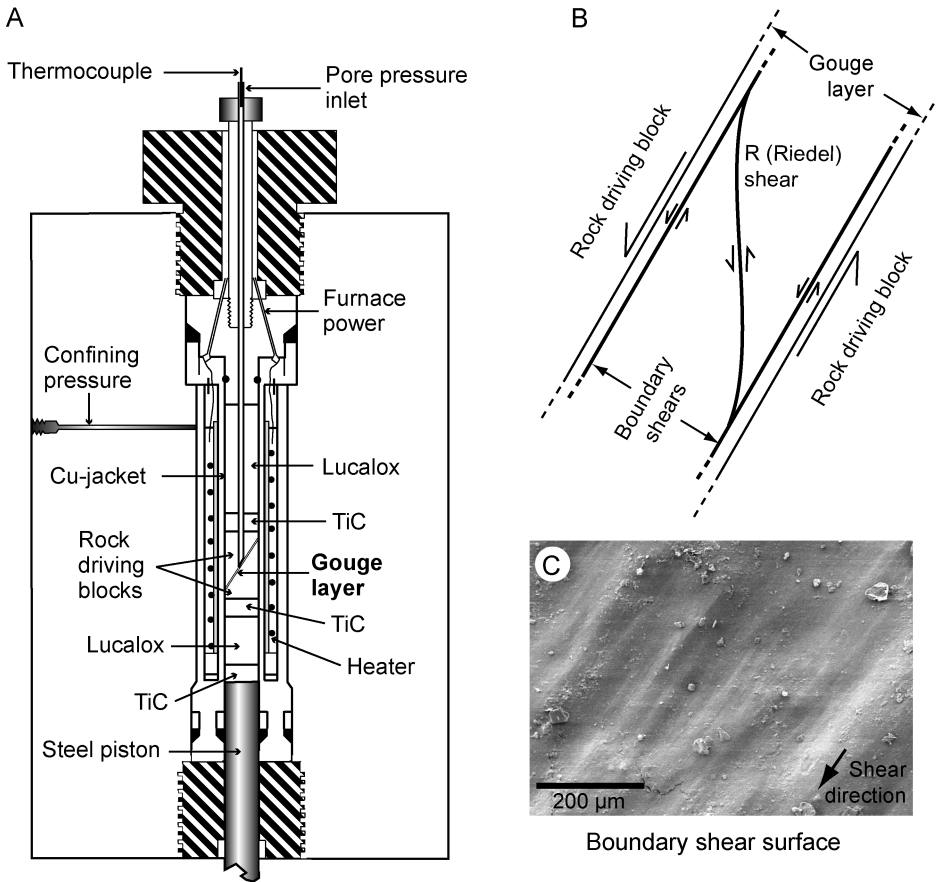 A
Thermocouple
Pore pressure
inlet
Furnace
power
Confining
pressure
Cu-jacket
Lucalox
TiC
Rock
driving
blocks
Gouge
layer
TiC
Lucalox
Heater
TiC
Steel piston
B
Gouge
layer
Rock driving block
R (Riedel)
shear
Rock driving block
Boundary
shears
C
200 µm
Shear
direction
Boundary shear surface